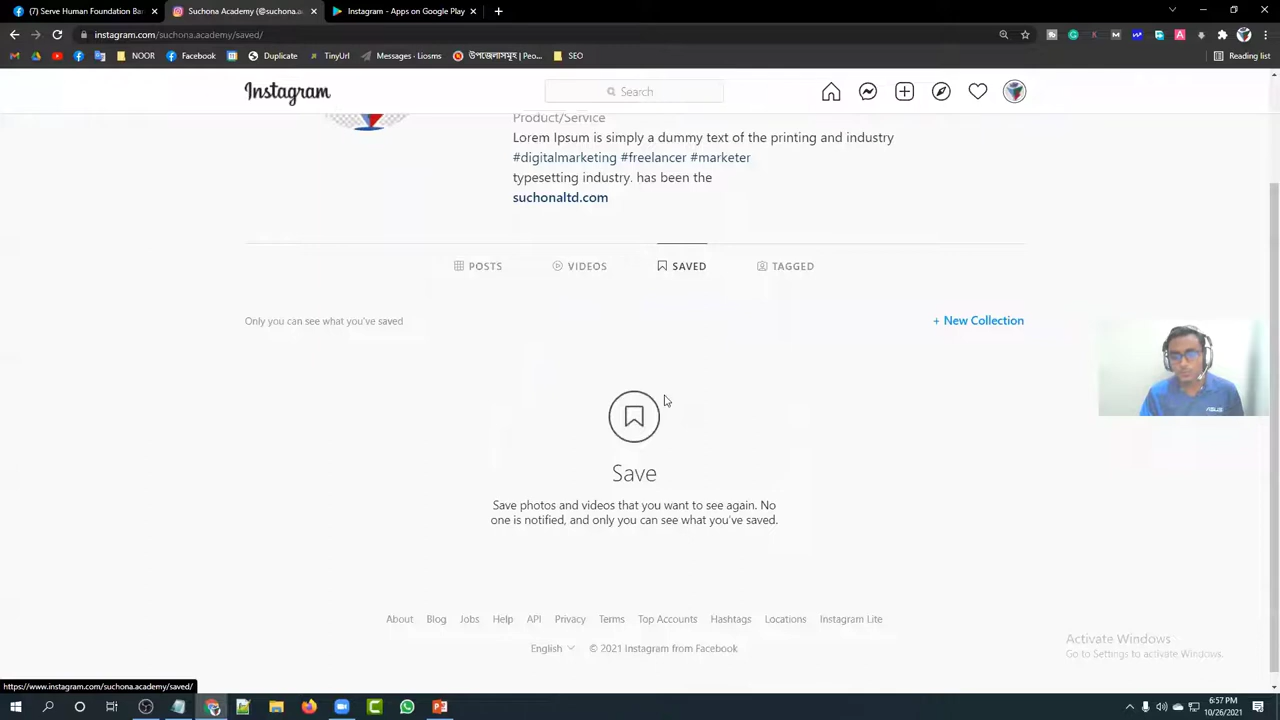 (7) Serve Human Foundation Ban
Suchona Academy (@suchona.ac
Instagram - Apps on Google Play
instagram.com/suchona.academy/saved/
NOOR
Facebook
Duplicate
TinyUrl
Messages - Liosms
উপজেলাসমূহ | Peo...
SEO
Reading list
Instagram
Search
Product/Service
Lorem Ipsum is simply a dummy text of the printing and industry
#digitalmarketing #freelancer #marketer
typesetting industry. has been the
suchonaltd.com
POSTS
VIDEOS
SAVED
TAGGED
Only you can see what you've saved
+ New Collection
Save
Save photos and videos that you want to see again. No
one is notified, and only you can see what you've saved.
About
Blog
Jobs
Help
API
Privacy
Terms
Top Accounts
Hashtags
Locations
Instagram Lite
English
© 2021 Instagram from Facebook
Activate Windows
Go to Settings to activate Windows.
https://www.instagram.com/suchona.academy/saved/
6:57 PM
10/26/2021
ASUS